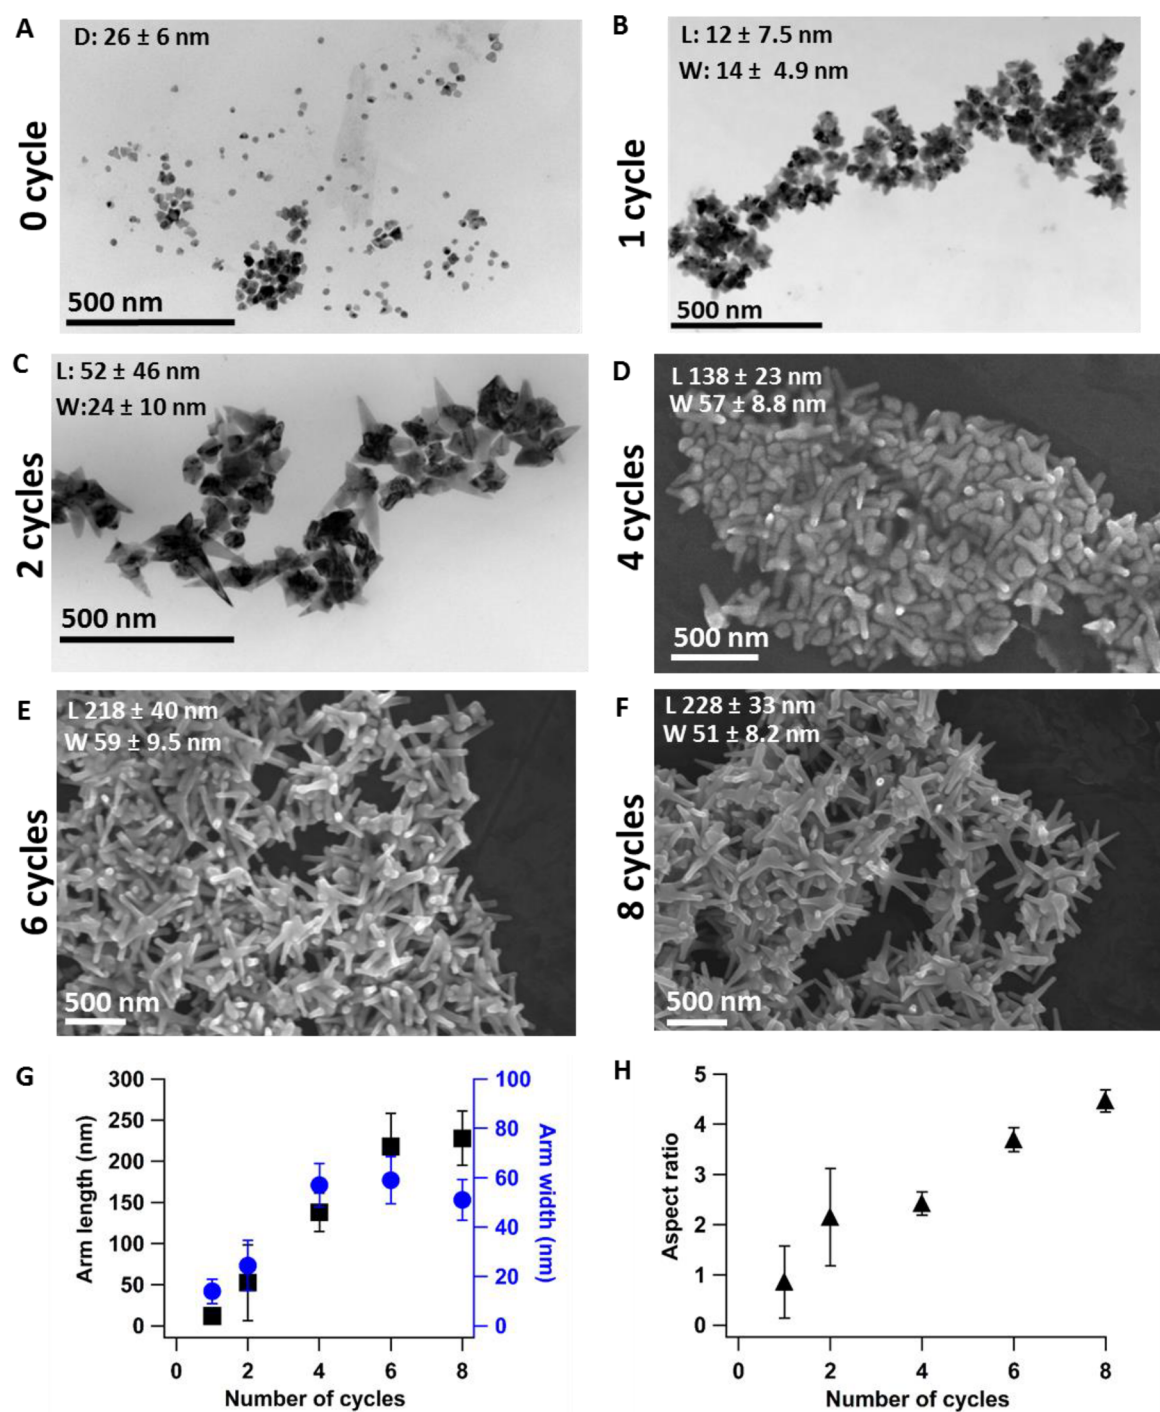 A
D: 26 ± 6 nm
0 cycle
500 nm
B
L: 12 ± 7.5 nm
W: 14 ± 4.9 nm
1 cycle
500 nm
C
L: 52 ± 46 nm
W:24 ± 10 nm
2 cycles
500 nm
D
L 138 ± 23 nm
W 57 ± 8.8 nm
4 cycles
500 nm
E
L 218 ± 40 nm
W 59 ± 9.5 nm
6 cycles
500 nm
F
L 228 ± 33 nm
W 51 ± 8.2 nm
8 cycles
500 nm
G
300
250
200
150
100
50
0
Arm length (nm)
100
80
60
40
20
0
Arm width (nm)
0 2 4 6 8
Number of cycles
H
5
4
3
2
1
0
Aspect ratio
0 2 4 6 8
Number of cycles